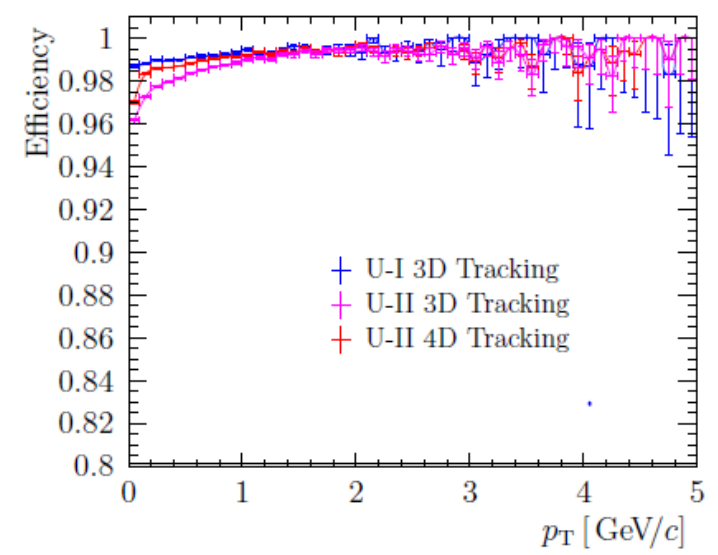 Efficiency
1
0.98
0.96
0.94
0.92
0.9
0.88
0.86
0.84
0.82
0.8
U-I 3D Tracking
U-II 3D Tracking
U-II 4D Tracking
0 1 2 3 4 5
p_T [GeV/c]